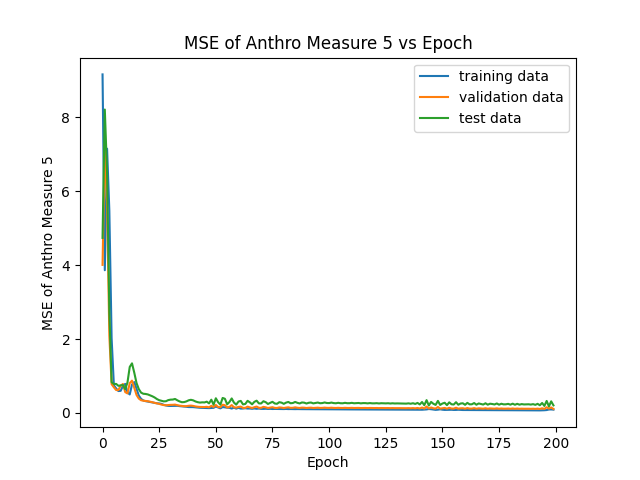 MSE of Anthro Measure 5 vs Epoch
training data
validation data
test data
MSE of Anthro Measure 5
8
6
4
2
0
0 25 50 75 100 125 150 175 200
Epoch